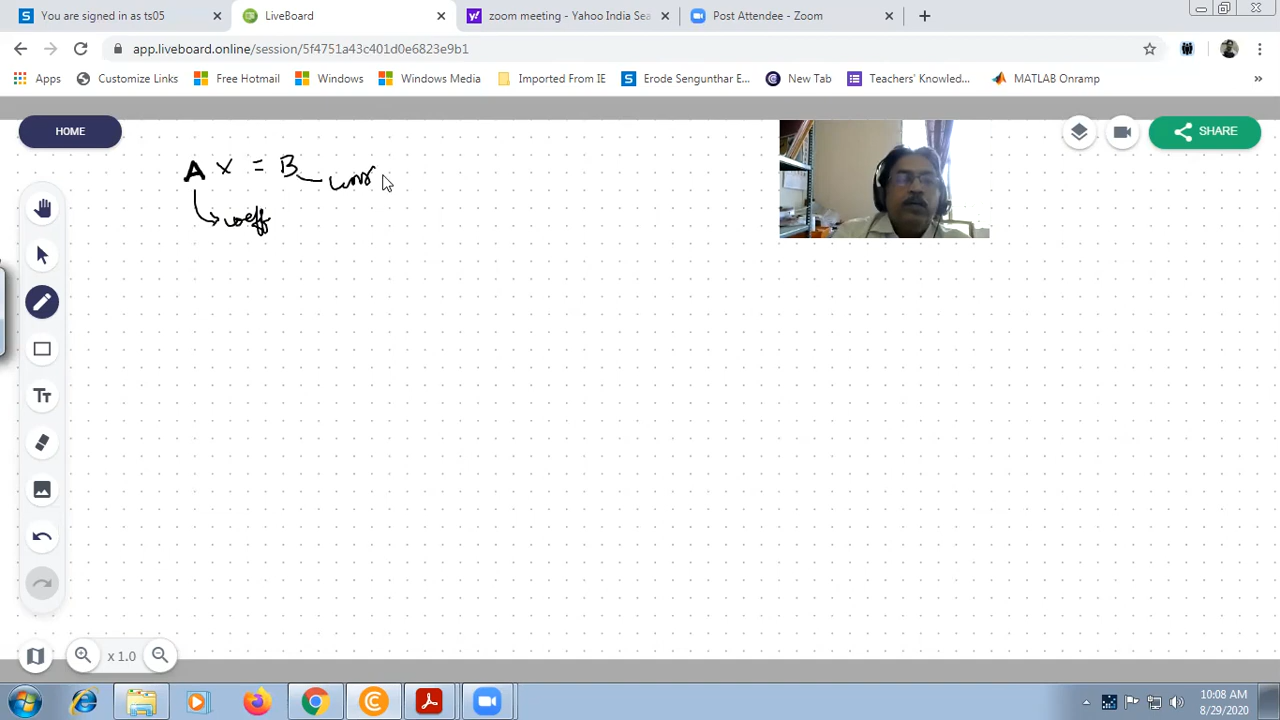 You are signed in as ts05
LiveBoard
zoom meeting - Yahoo India Sea
Post Attendee - Zoom
app.liveboard.online/session/5f4751a43c401d0e6823e9b1
Apps
Customize Links
Free Hotmail
Windows
Windows Media
Imported From IE
Erode Sengunthar E...
New Tab
Teachers' Knowled...
MATLAB Onramp
»
HOME
SHARE
A X = B
coeff
Tт
x 1.0
10:08 AM
8/29/2020